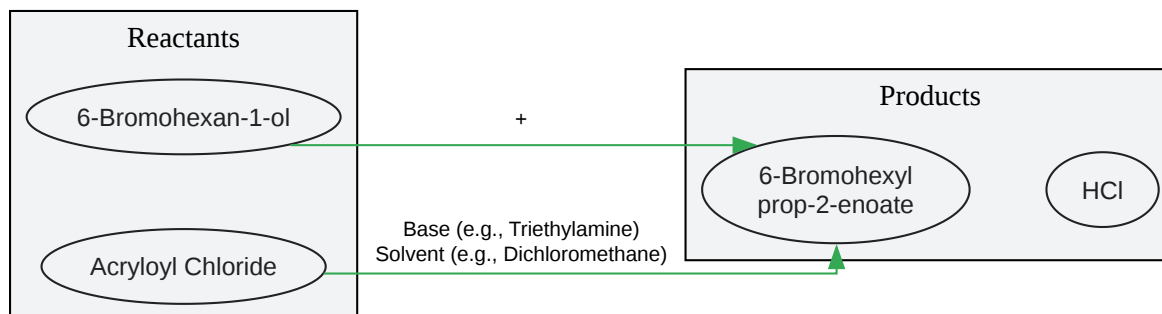 Reactants
6-Bromohexan-1-ol
Acryloyl Chloride
+
Base (e.g., Triethylamine)
Solvent (e.g., Dichloromethane)
Products
6-Bromohexyl
prop-2-enoate
HCl